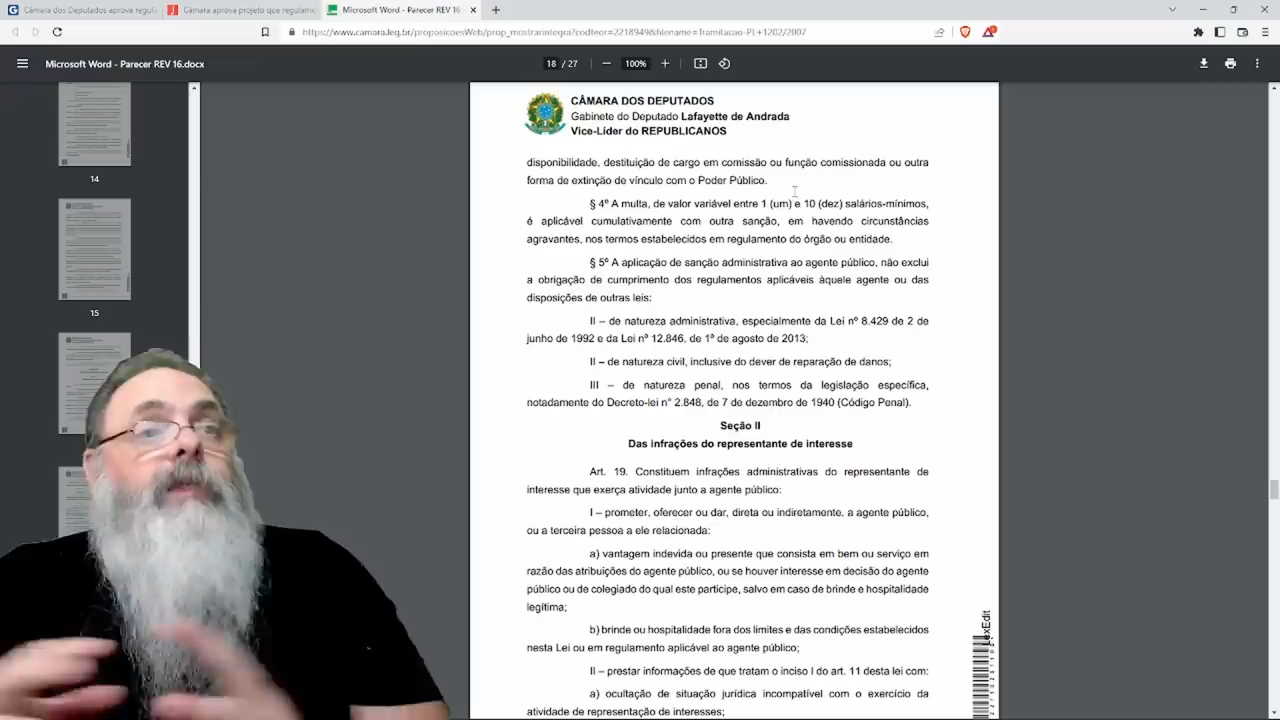 Câmara dos Deputados aprova regula
Câmara aprova projeto que regulame
Microsoft Word - Parecer REV 16.
https://www.camara.leg.br/proposicoesWeb/prop_mostrarintegra?codteor=2218949&filename=Tramitacao-PL+1202/2007
Microsoft Word - Parecer REV 16.docx
18 / 27
100%
14
15
CÂMARA DOS DEPUTADOS
Gabinete do Deputado Lafayette de Andrada
Vice-Líder do REPUBLICANOS
disponibilidade, destituição de cargo em comissão ou função comissionada ou outra
forma de extinção de vínculo com o Poder Público.
§ 4º A multa, de valor variável entre 1 (um) e 10 (dez) salários-mínimos,
é aplicável cumulativamente com outra sanção, em havendo circunstâncias
agravantes, nos termos estabelecidos em regulamento do órgão ou entidade.
§ 5º A aplicação de sanção administrativa ao agente público, não exclui
a obrigação de cumprimento dos regulamentos aplicáveis àquele agente ou das
disposições de outras leis:
II – de natureza administrativa, especialmente da Lei nº 8.429 de 2 de
junho de 1992 e da Lei nº 12.846, de 1º de agosto de 2013;
II – de natureza civil, inclusive do dever de reparação de danos;
III – de natureza penal, nos termos da legislação específica,
notadamente do Decreto-lei n° 2.848, de 7 de dezembro de 1940 (Código Penal).
Seção II
Das infrações do representante de interesse
Art. 19. Constituem infrações administrativas do representante de
interesse que exerça atividade junto a agente público:
I – prometer, oferecer ou dar, direta ou indiretamente, a agente público,
ou a terceira pessoa a ele relacionada:
a) vantagem indevida ou presente que consista em bem ou serviço em
razão das atribuições do agente público, ou se houver interesse em decisão do agente
público ou de colegiado do qual este participe, salvo em caso de brinde e hospitalidade
legítima;
b) brinde ou hospitalidade fora dos limites e das condições estabelecidos
nesta Lei ou em regulamento aplicável ao agente público;
II – prestar informações de que tratam o inciso I do art. 11 desta lei com:
a) ocultação de situação jurídica incompatível com o exercício da
atividade de representação de interesses;
LexEdit